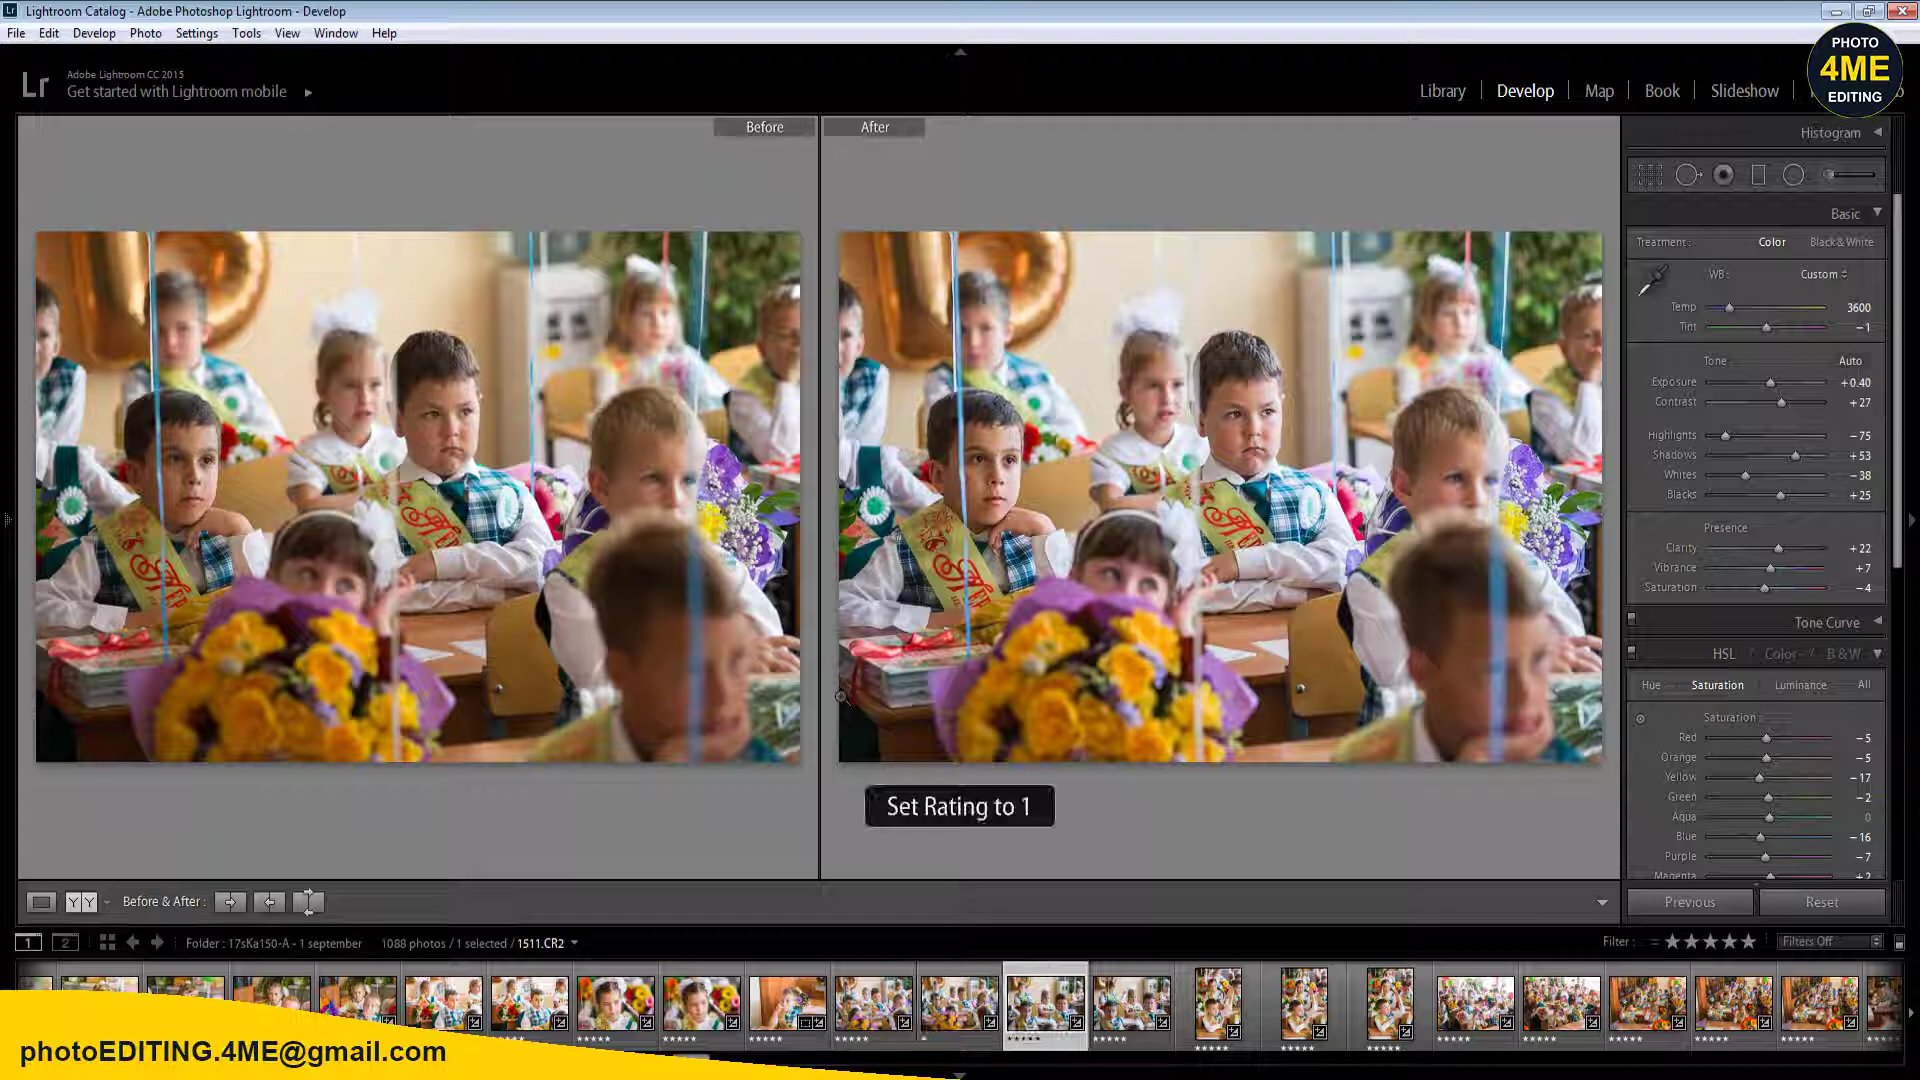 Lightroom Catalog - Adobe Photoshop Lightroom - Develop
File Edit Develop Photo Settings Tools View Window Help
PHOTO
4ME
EDITING
Lr
Adobe Lightroom CC 2015
Get started with Lightroom mobile
Library Develop Map Book Slideshow
Before After
Histogram
Basic
Treatment : Color Black & White
WB : Custom
Temp 3600
Tint −1
Tone Auto
Exposure +0.40
Contrast +27
Highlights −75
Shadows +53
Whites −38
Blacks +25
Presence
Clarity +22
Vibrance +7
Saturation −4
Tone Curve
HSL / Color / B & W
Hue Saturation Luminance All
Saturation
Red −5
Orange −5
Yellow −17
Green −2
Aqua 0
Blue −16
Purple −7
Magenta +2
Set Rating to 1
Before & After :
Previous Reset
1 2 Folder : 17sKa150-A - 1 september 1088 photos / 1 selected / 1511.CR2
Filter : Filters Off
photoEDITING.4ME@gmail.com